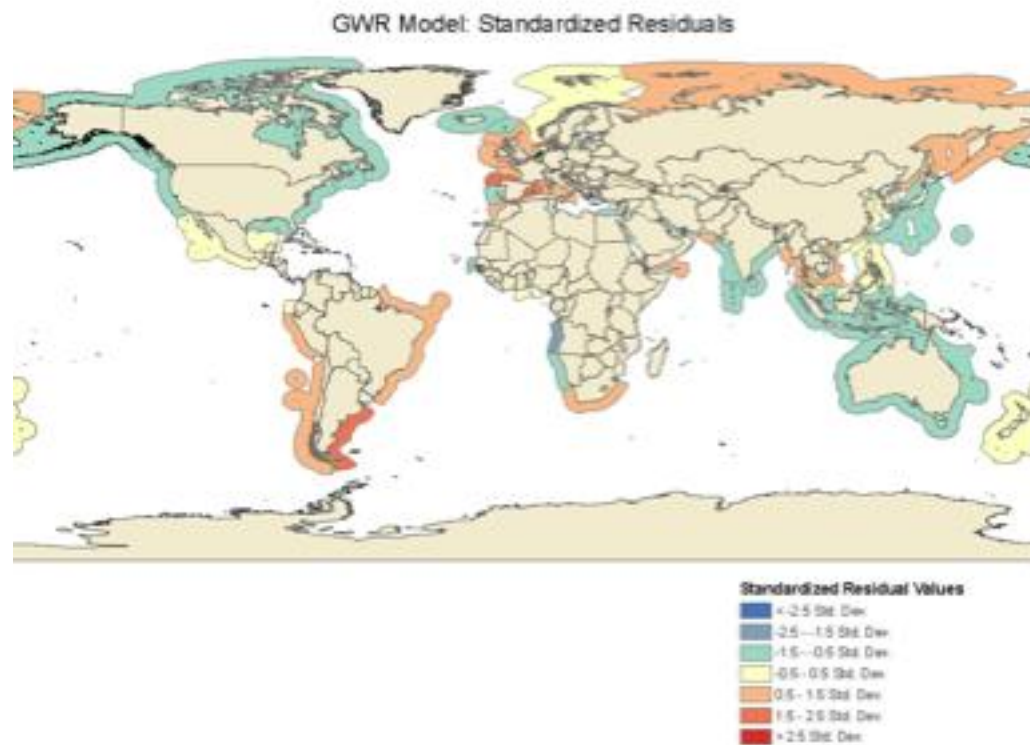 GWR Model: Standardized Residuals
Standardized Residual Values
< -2.5 Std. Dev.
-2.5 - -1.5 Std. Dev.
-1.5 - -0.5 Std. Dev.
-0.5 - 0.5 Std. Dev.
0.5 - 1.5 Std. Dev.
1.5 - 2.5 Std. Dev.
> 2.5 Std. Dev.